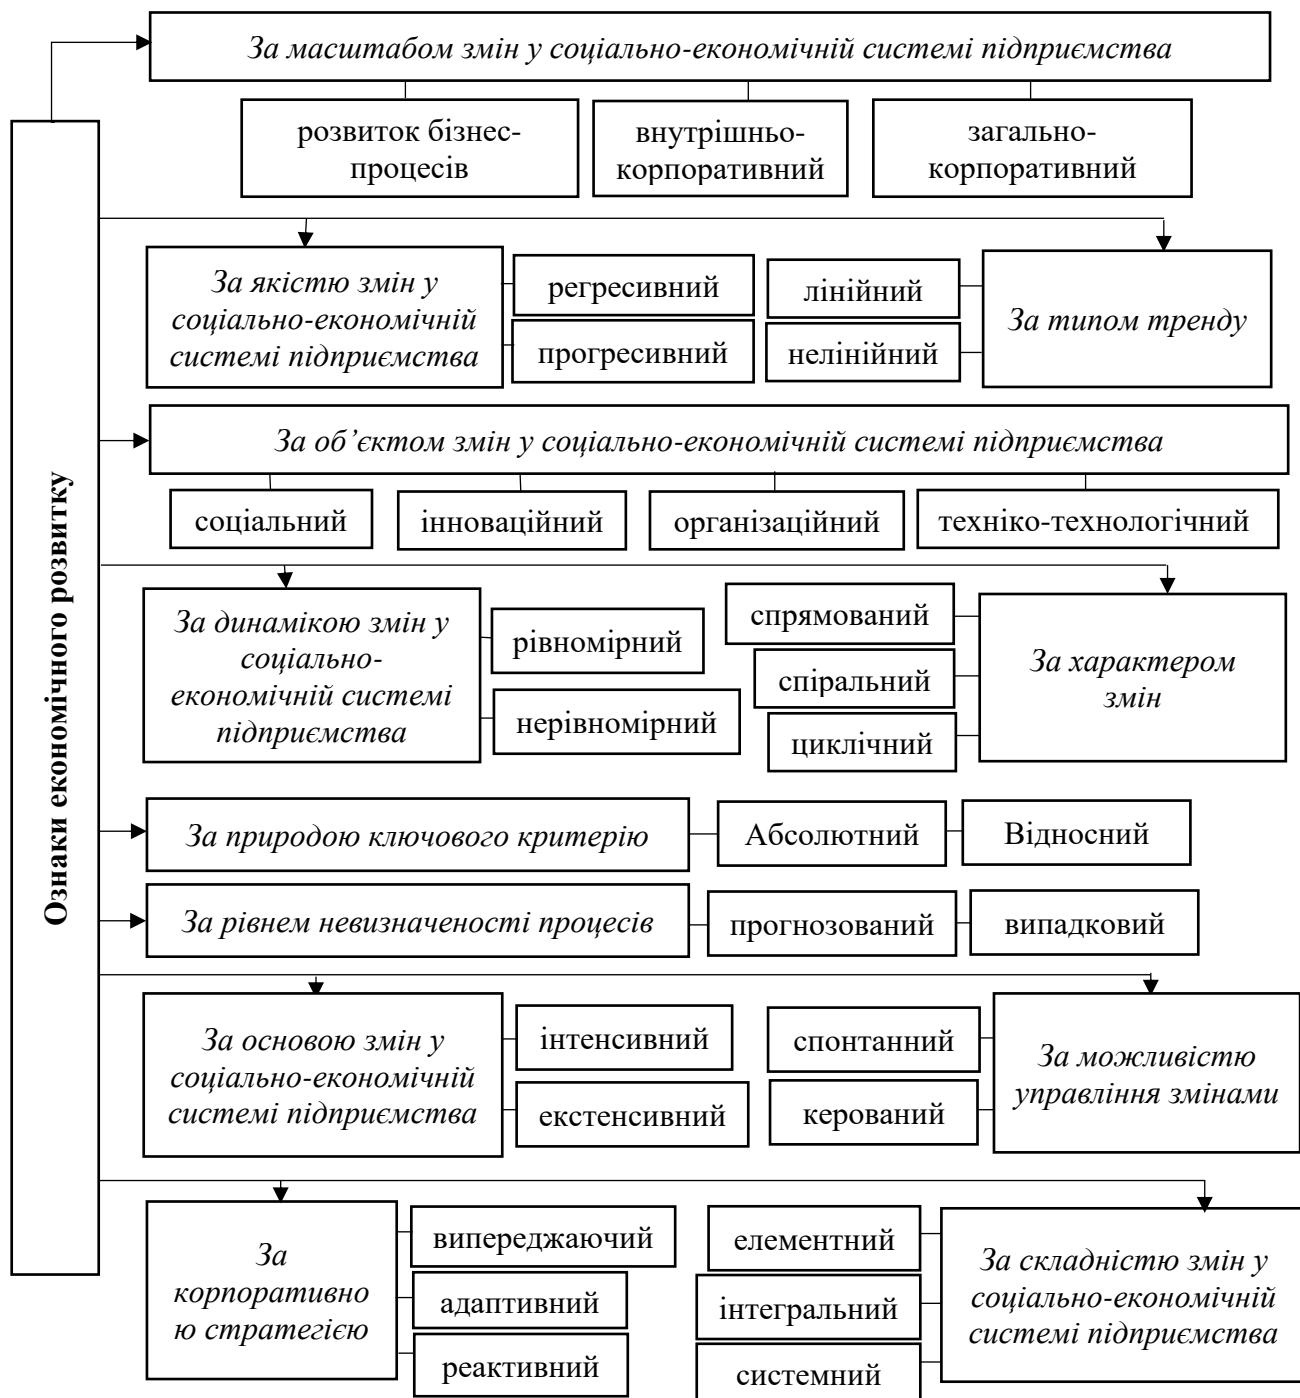 За масштабом змін у соціально-економічній системі підприємства
розвиток бізнес-
процесів
внутрішньо-
корпоративний
загально-
корпоративний
Ознаки економічного розвитку
За якістю змін у
соціально-економічній
системі підприємства
регресивний
прогресивний
лінійний
нелінійний
За типом тренду
За об’єктом змін у соціально-економічній системі підприємства
соціальний
інноваційний
організаційний
техніко-технологічний
За динамікою змін у
соціально-
економічній системі
підприємства
рівномірний
нерівномірний
спрямований
спіральний
циклічний
За характером
змін
За природою ключового критерію
Абсолютний
Відносний
За рівнем невизначеності процесів
прогнозований
випадковий
За основою змін у
соціально-економічній
системі підприємства
інтенсивний
екстенсивний
спонтанний
керований
За можливістю
управління змінами
За
корпоративно
ю стратегією
випереджаючий
адаптивний
реактивний
елементний
інтегральний
системний
За складністю змін у
соціально-економічній
системі підприємства